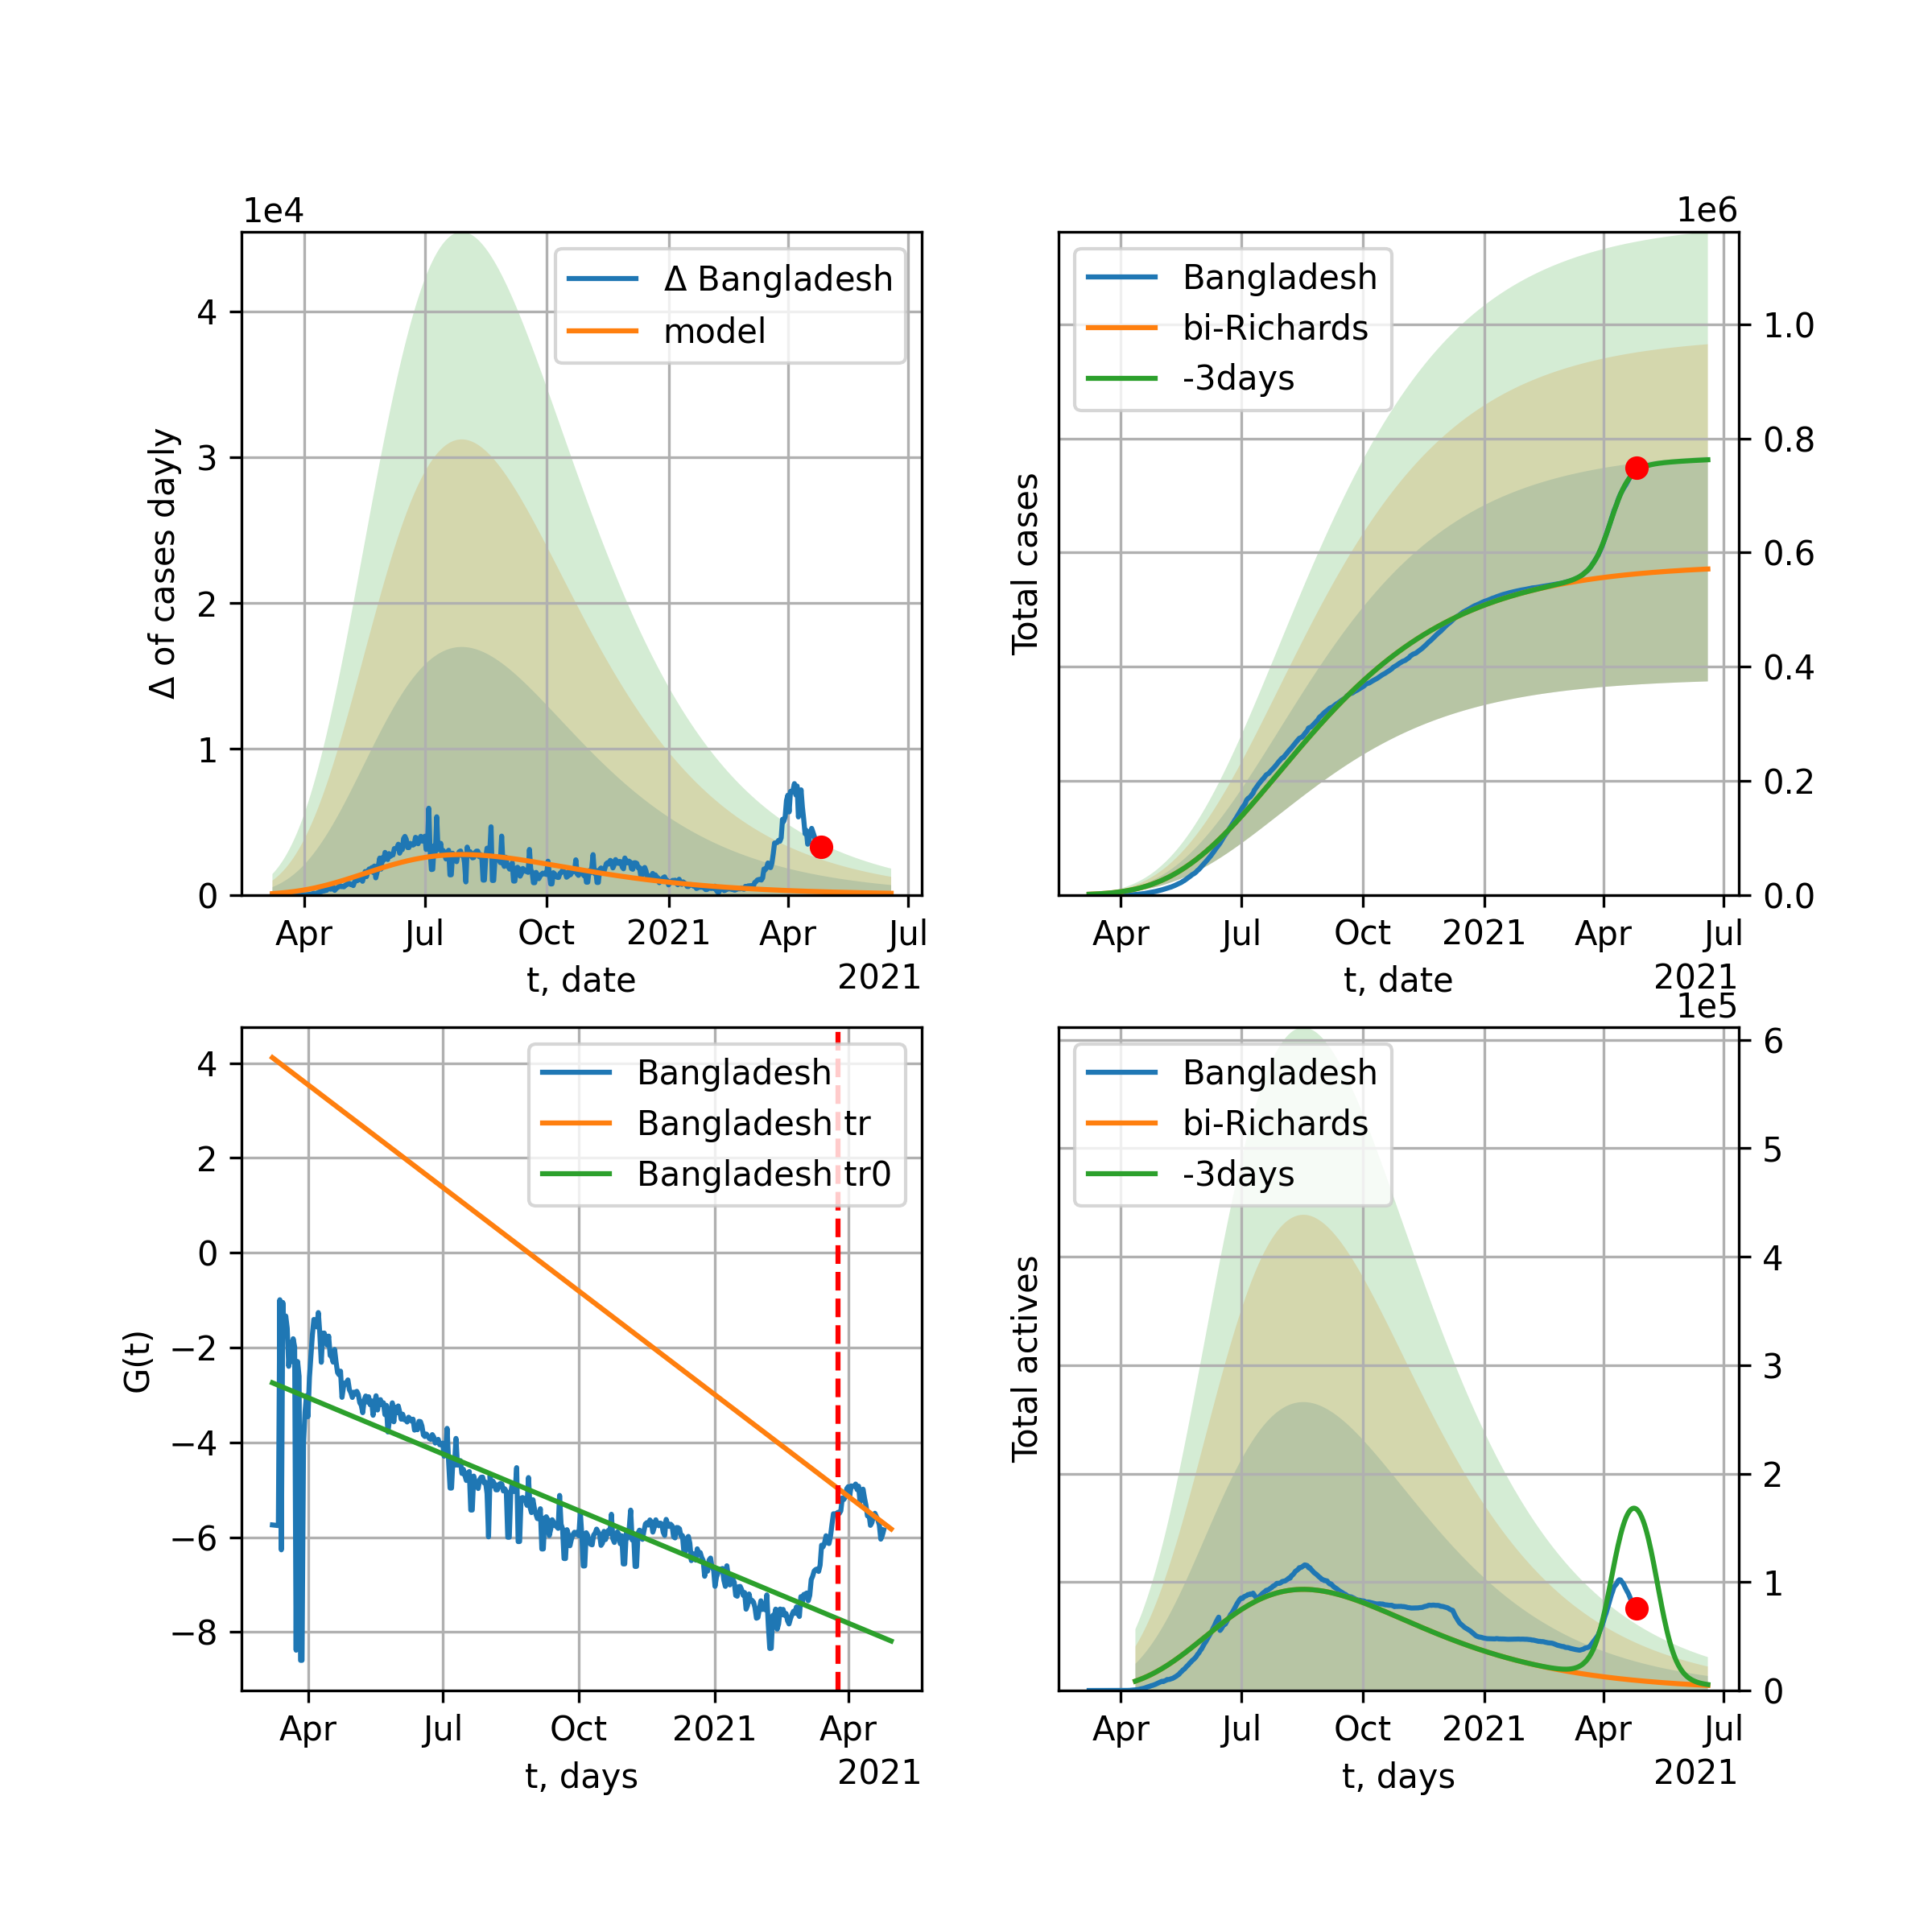 1e4
Δ of cases dayly
4
3
2
1
0
Δ Bangladesh
model
Apr
Jul
Oct
2021
Apr
Jul
t, date
2021
1e6
Total cases
Bangladesh
bi-Richards
-3days
1.0
0.8
0.6
0.4
0.2
0.0
Apr
Jul
Oct
2021
Apr
Jul
t, date
2021
G(t)
4
2
0
−2
−4
−6
−8
Bangladesh
Bangladesh tr
Bangladesh tr0
Apr
Jul
Oct
2021
Apr
t, days
2021
1e5
Total actives
Bangladesh
bi-Richards
-3days
6
5
4
3
2
1
0
Apr
Jul
Oct
2021
Apr
Jul
t, days
2021